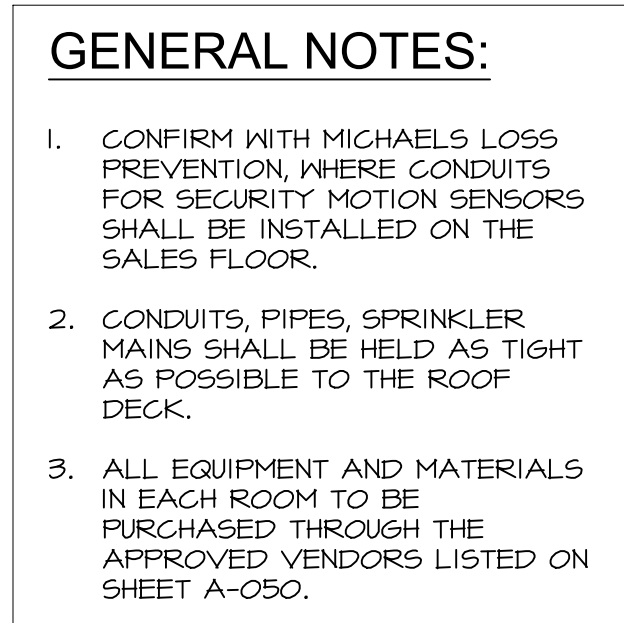 GENERAL NOTES:
1. CONFIRM WITH MICHAELS LOSS
PREVENTION, WHERE CONDUITS
FOR SECURITY MOTION SENSORS
SHALL BE INSTALLED ON THE
SALES FLOOR.
2. CONDUITS, PIPES, SPRINKLER
MAINS SHALL BE HELD AS TIGHT
AS POSSIBLE TO THE ROOF
DECK.
3. ALL EQUIPMENT AND MATERIALS
IN EACH ROOM TO BE
PURCHASED THROUGH THE
APPROVED VENDORS LISTED ON
SHEET A-050.